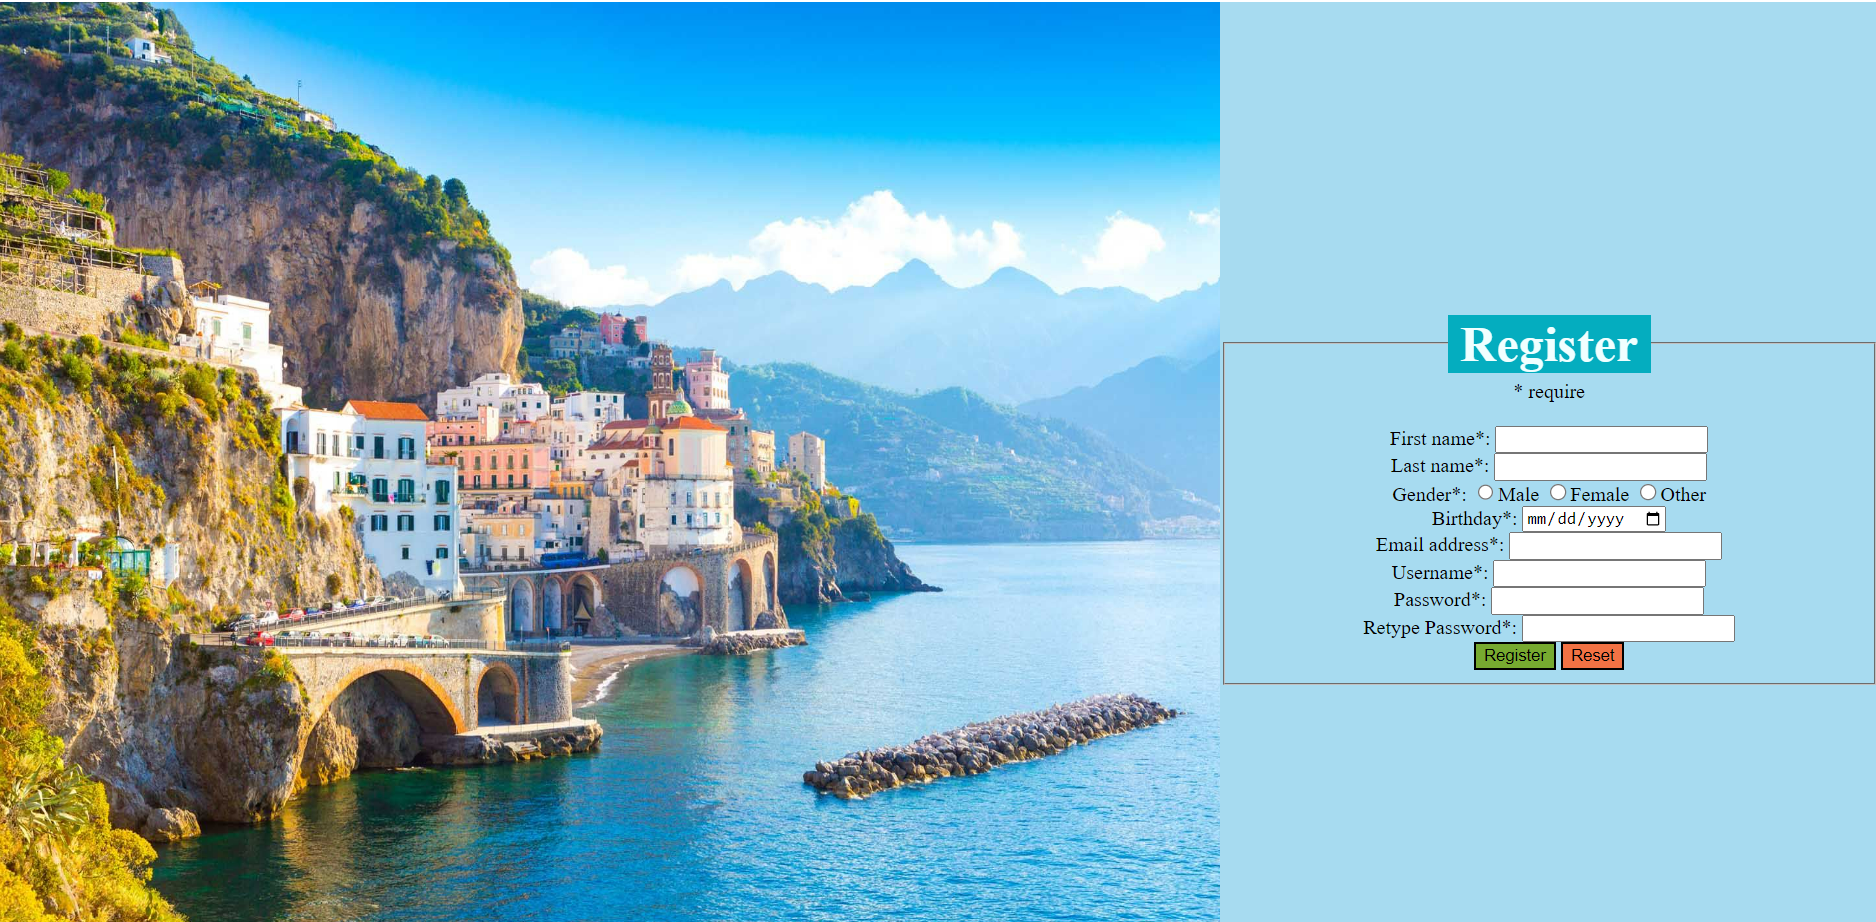 Register
* require
First name*:
Last name*:
Gender*: Male Female Other
Birthday*: mm/dd/yyyy
Email address*:
Username*:
Password*:
Retype Password*:
Register Reset